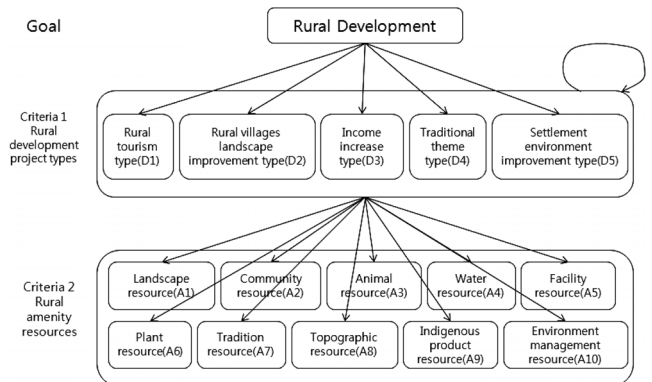 Goal
Rural Development
Criteria 1
Rural
development
project types
Rural
tourism
type(D1)
Rural villages
landscape
improvement type(D2)
Income
increase
type(D3)
Traditional
theme
type(D4)
Settlement
environment
improvement type(D5)
Criteria 2
Rural
amenity
resources
Landscape
resource(A1)
Community
resource(A2)
Animal
resource(A3)
Water
resource(A4)
Facility
resource(A5)
Plant
resource(A6)
Tradition
resource(A7)
Topographic
resource(A8)
Indigenous
product
resource(A9)
Environment
management
resource(A10)